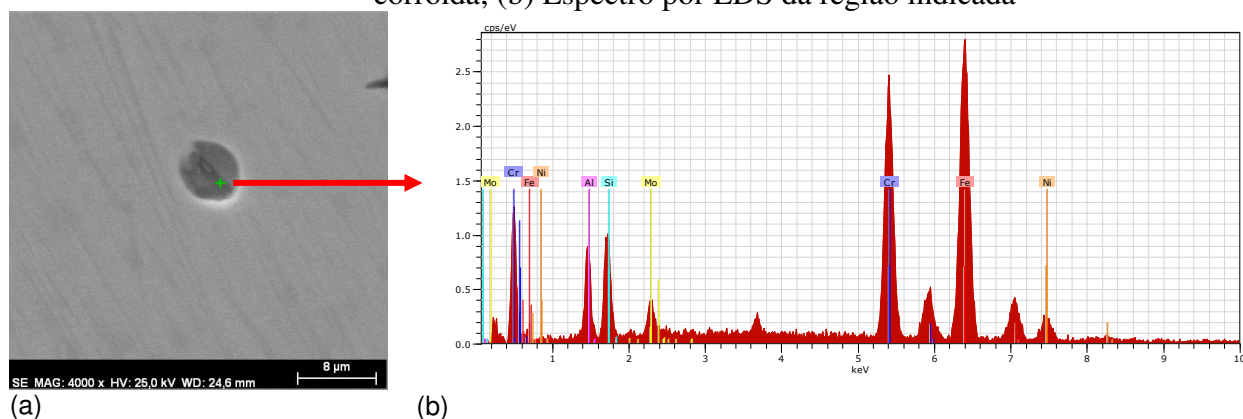 corroída; (b) Espectro por EDS da região indicada
cps/eV
2.5
2.0
1.5
1.0
0.5
0.0
Mo Cr Fe Ni Al Si Mo Cr Fe Ni
1 2 3 4 5 6 7 8 9 10
keV
8 µm
SE MAG: 4000 x HV: 25,0 kV WD: 24,6 mm
(a) (b)